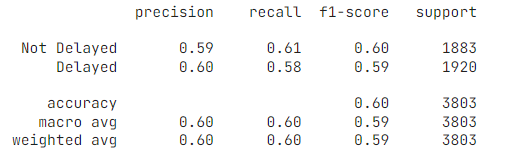 precision recall f1-score support
Not Delayed 0.59 0.61 0.60 1883
Delayed 0.60 0.58 0.59 1920
accuracy 0.60 3803
macro avg 0.60 0.60 0.59 3803
weighted avg 0.60 0.60 0.59 3803